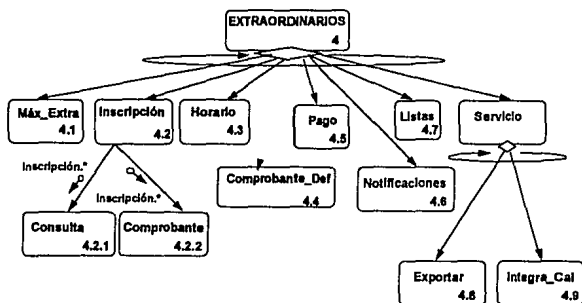 EXTRAORDINARIOS
4
Máx_Extra
4.1
Inscripción
4.2
Horario
4.3
Pago
4.5
Listas
4.7
Servicio
Inscripción.*
Inscripción.*
Comprobante_Def
4.4
Notificaciones
4.6
Consulta
4.2.1
Comprobante
4.2.2
Exportar
4.8
Integra_Cal
4.9